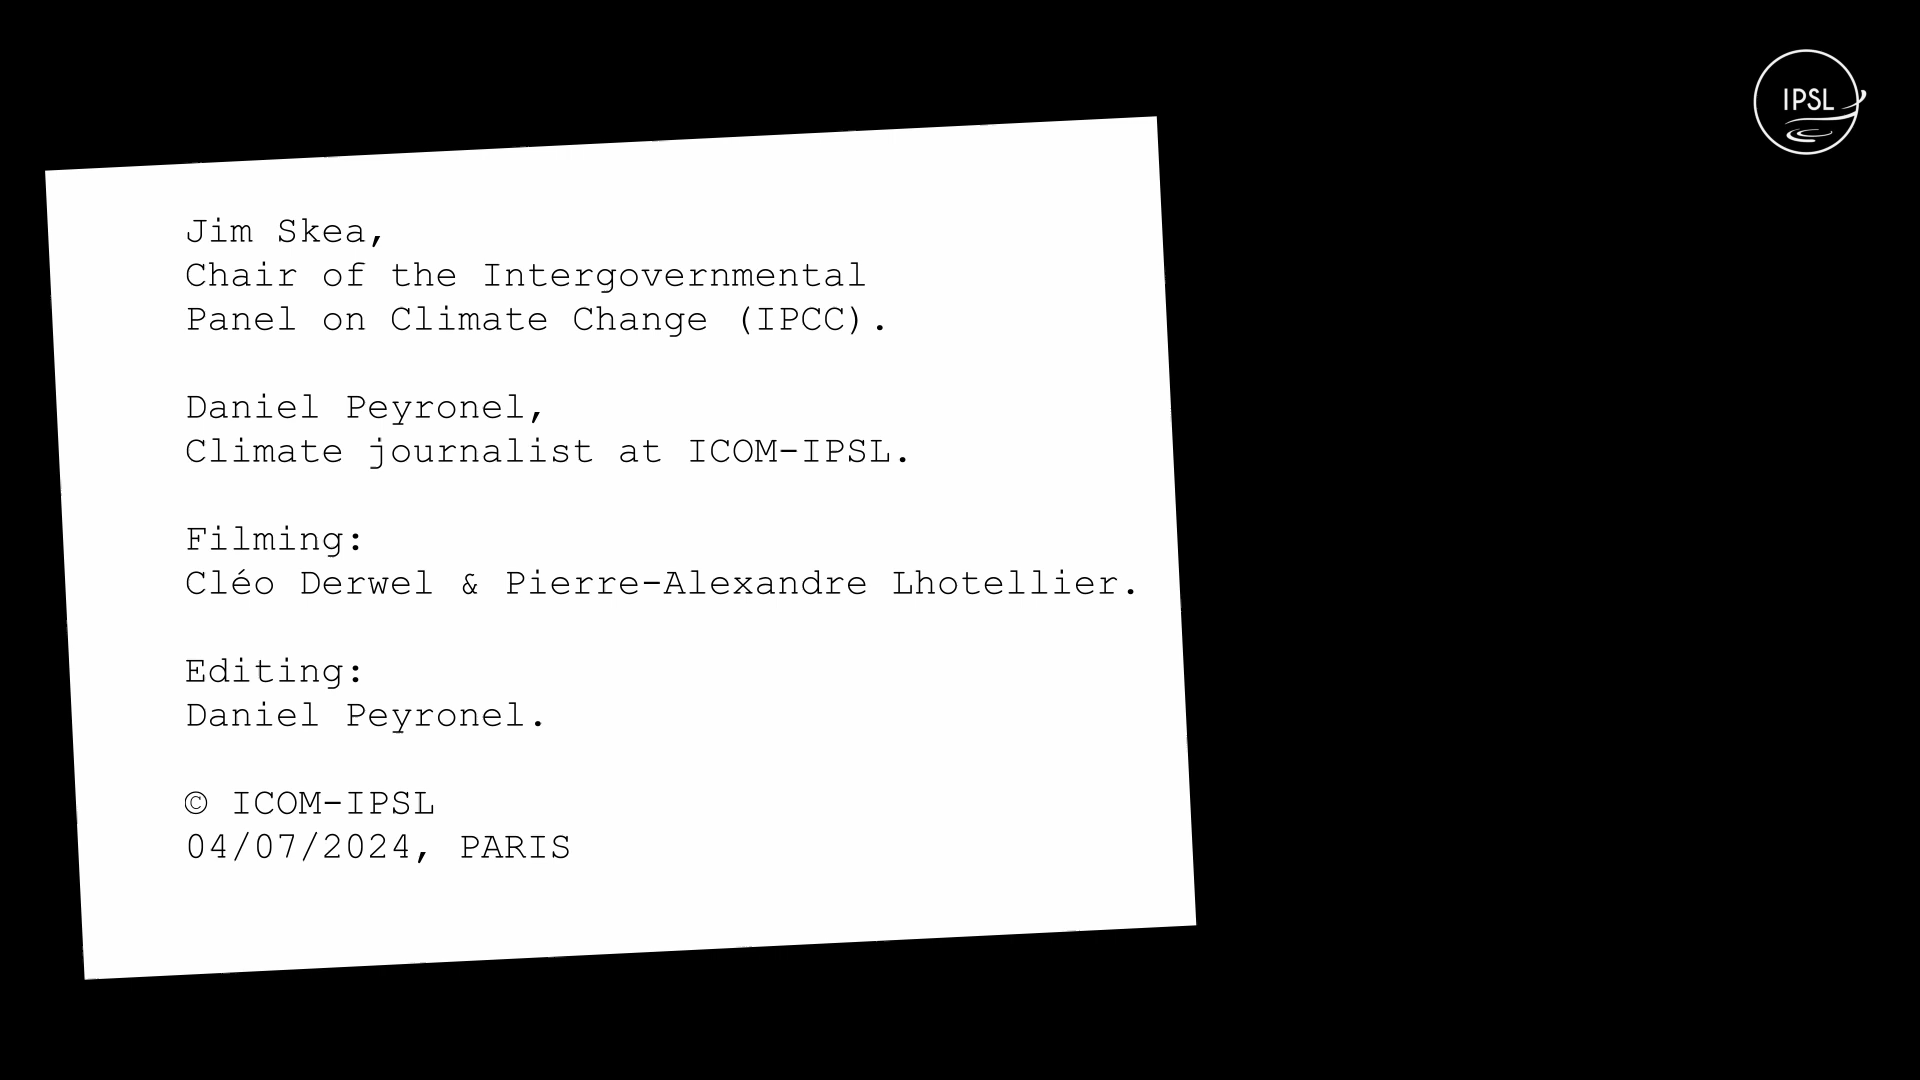 IPSL
Jim Skea,
Chair of the Intergovernmental
Panel on Climate Change (IPCC).
Daniel Peyronel,
Climate journalist at ICOM-IPSL.
Filming:
Cléo Derwel & Pierre-Alexandre Lhotellier.
Editing:
Daniel Peyronel.
© ICOM-IPSL
04/07/2024, PARIS